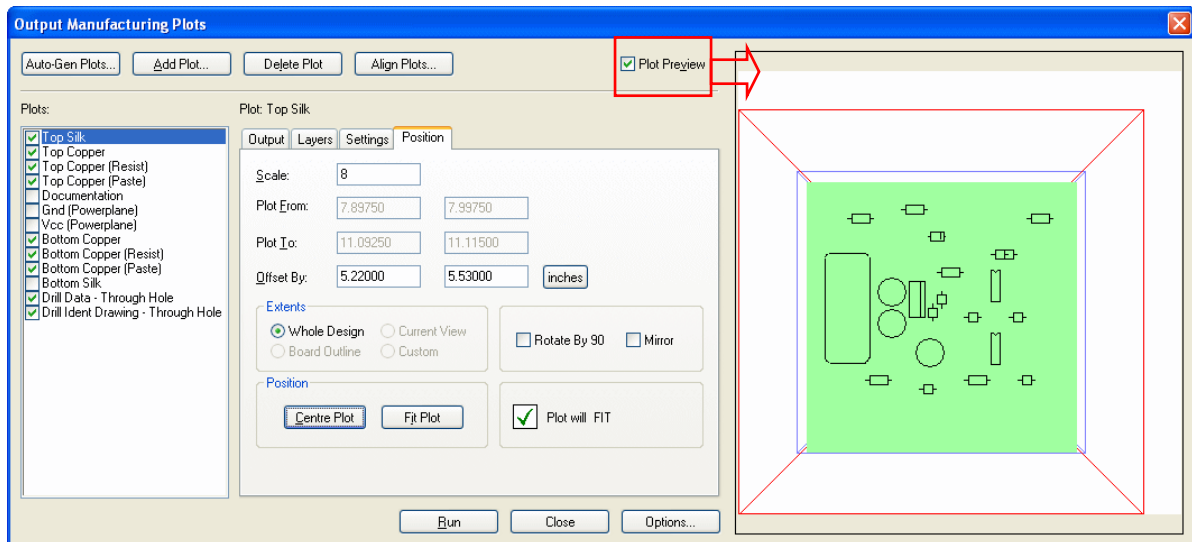 Output Manufacturing Plots
Auto-Gen Plots... Add Plot... Delete Plot Align Plots... Plot Preview
Plots:
Top Silk
Top Copper
Top Copper (Resist)
Top Copper (Paste)
Documentation
Gnd (Powerplane)
Vcc (Powerplane)
Bottom Copper
Bottom Copper (Resist)
Bottom Copper (Paste)
Bottom Silk
Drill Data - Through Hole
Drill Ident Drawing - Through Hole
Plot: Top Silk
Output Layers Settings Position
Scale: 8
Plot From: 7.89750 7.99750
Plot To: 11.09250 11.11500
Offset By: 5.22000 5.53000 inches
Extents
Whole Design Current View
Board Outline Custom
Rotate By 90 Mirror
Position
Centre Plot Fit Plot
Plot will FIT
Run Close Options...